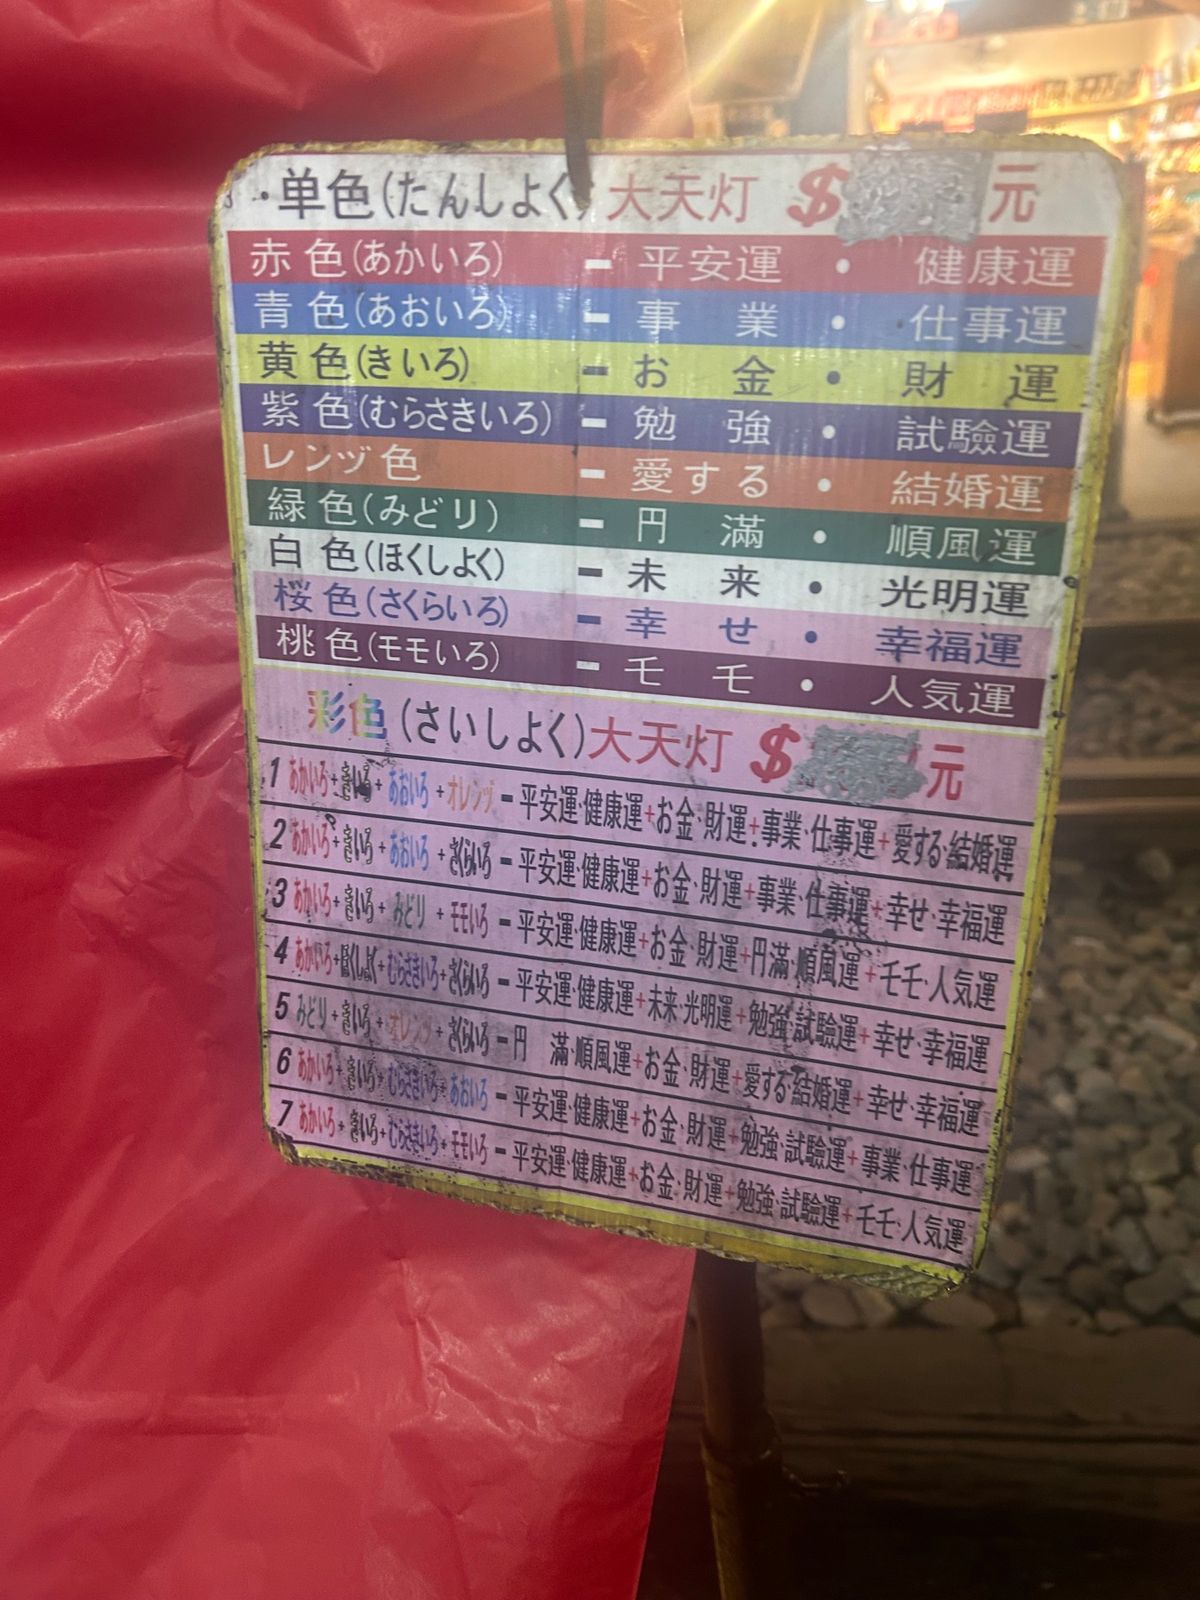 ·単色(たんしよく)大天灯 $ 元
赤色(あかいろ) - 平安運 · 健康運
青色(あおいろ) - 事業 · 仕事運
黄色(きいろ) - お金 · 財運
紫色(むらさきいろ) - 勉強 · 試驗運
レンヅ色 - 愛する · 結婚運
緑色(みどリ) - 円滿 · 順風運
白色(ほくしよく) - 未来 · 光明運
桜色(さくらいろ) - 幸せ · 幸福運
桃色(モモいろ) - モモ · 人気運
彩色(さいしよく)大天灯 $ 元
1 あかいろ+きいろ+あおいろ+オレンヅ-平安運·健康運+お金·財運+事業·仕事運+愛する·結婚運
2 あかいろ+きいろ+あおいろ+さくらいろ-平安運·健康運+お金·財運+事業·仕事運+幸せ·幸福運
3 あかいろ+きいろ+みどリ+モモいろ-平安運·健康運+お金·財運+円滿·順風運+モモ·人気運
4 あかいろ+ほくしよく+むらさきいろ+さくらいろ-平安運·健康運+未来·光明運+勉強·試驗運+幸せ·幸福運
5 みどリ+きいろ+オレンヅ+さくらいろ-円 滿·順風運+お金·財運+愛する·結婚運+幸せ·幸福運
6 あかいろ+きいろ+むらさきいろ+あおいろ-平安運·健康運+お金·財運+勉強·試驗運+事業·仕事運
7 あかいろ+きいろ+むらさきいろ+モモいろ-平安運·健康運+お金·財運+勉強·試驗運+モモ·人気運